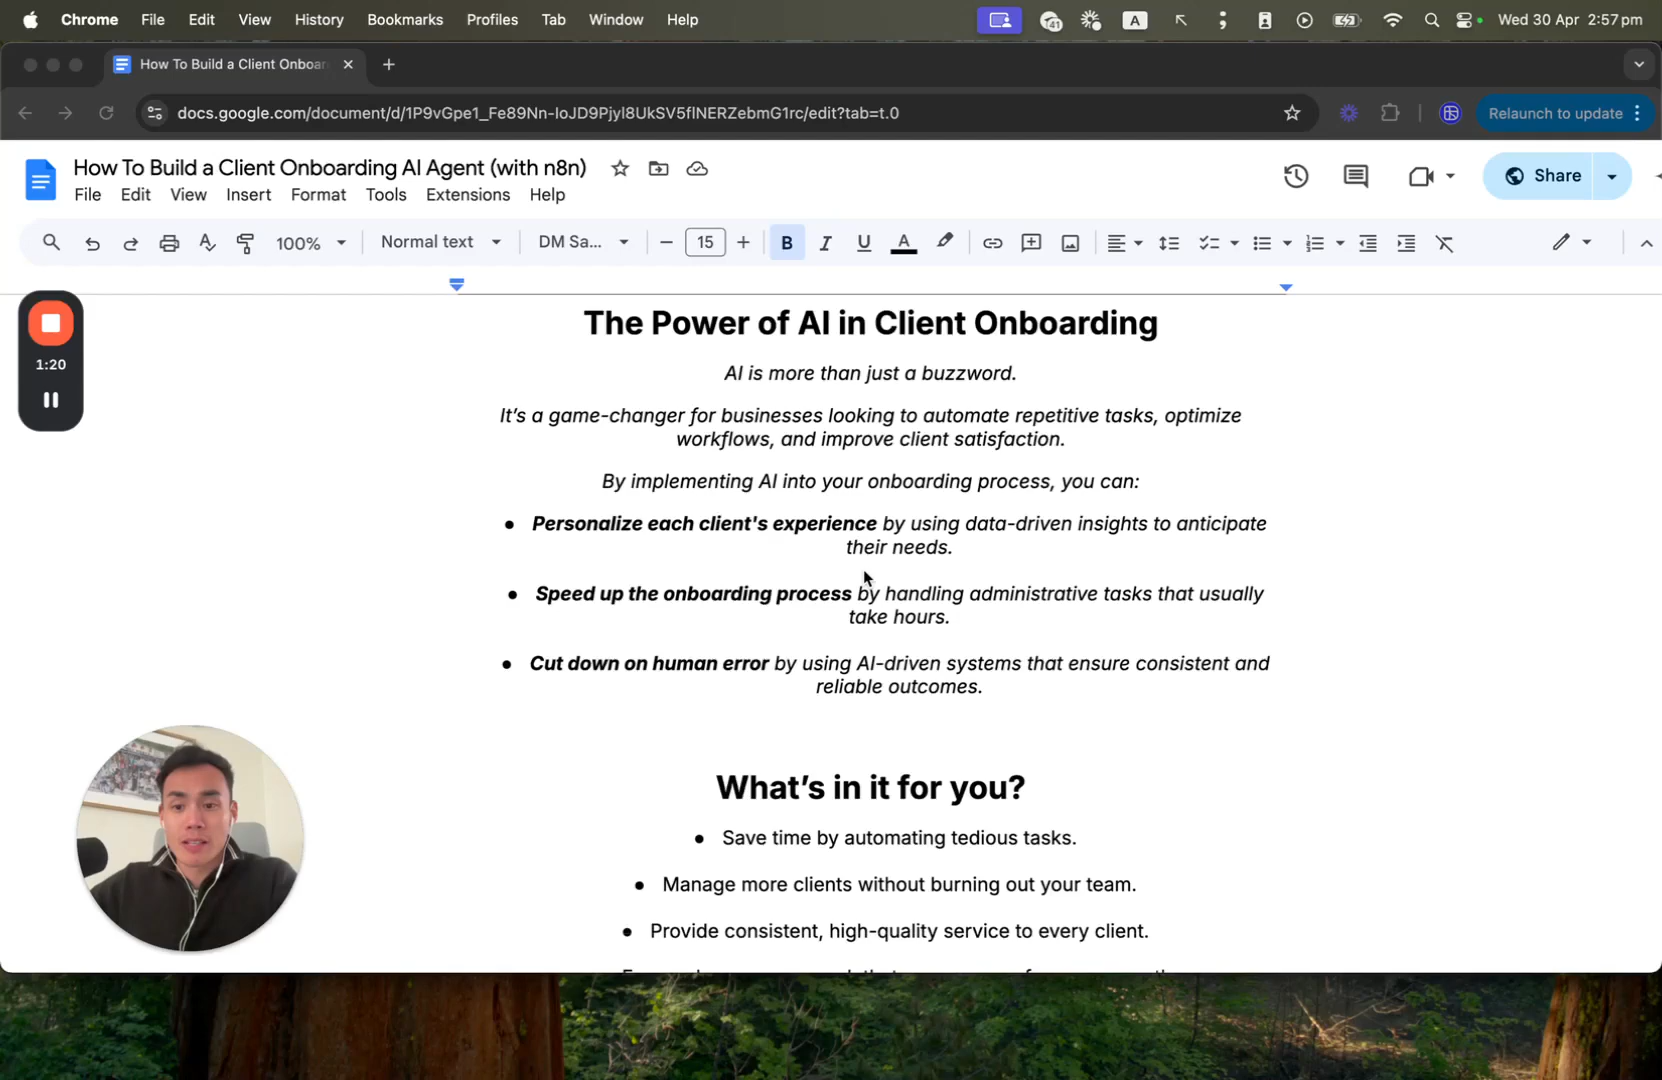 Chrome File Edit View History Bookmarks Profiles Tab Window Help
41 A Wed 30 Apr 2:57 pm
How To Build a Client Onboar
docs.google.com/document/d/1P9vGpe1_Fe89Nn-IoJD9Pjyl8UkSV5flNERZebmG1rc/edit?tab=t.0
Relaunch to update
How To Build a Client Onboarding AI Agent (with n8n)
Share
File Edit View Insert Format Tools Extensions Help
100% Normal text DM Sa... 15 B I U A
1:20
The Power of AI in Client Onboarding
AI is more than just a buzzword.
It's a game-changer for businesses looking to automate repetitive tasks, optimize
workflows, and improve client satisfaction.
By implementing AI into your onboarding process, you can:
● Personalize each client's experience by using data-driven insights to anticipate
their needs.
● Speed up the onboarding process by handling administrative tasks that usually
take hours.
● Cut down on human error by using AI-driven systems that ensure consistent and
reliable outcomes.
What's in it for you?
● Save time by automating tedious tasks.
● Manage more clients without burning out your team.
● Provide consistent, high-quality service to every client.